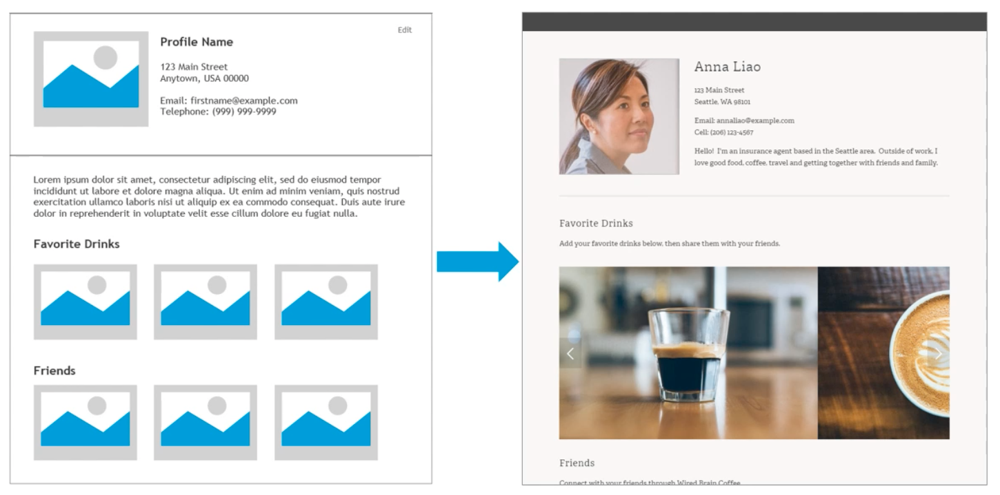 Edit
Profile Name
123 Main Street
Anytown, USA 00000
Email: firstname@example.com
Telephone: (999) 999-9999
Lorem ipsum dolor sit amet, consectetur adipiscing elit, sed do eiusmod tempor
incididunt ut labore et dolore magna aliqua. Ut enim ad minim veniam, quis nostrud
exercitation ullamco laboris nisi ut aliquip ex ea commodo consequat. Duis aute irure
dolor in reprehenderit in voluptate velit esse cillum dolore eu fugiat nulla.
Favorite Drinks
Friends
Anna Liao
123 Main Street
Seattle, WA 98101
Email: annaliao@example.com
Cell: (206) 123-4567
Hello!  I'm an insurance agent based in the Seattle area.  Outside of work, I
love good food, coffee, travel and getting together with friends and family.
Favorite Drinks
Add your favorite drinks below, then share them with your friends.
Friends
Connect with your friends through Wired Brain Coffee